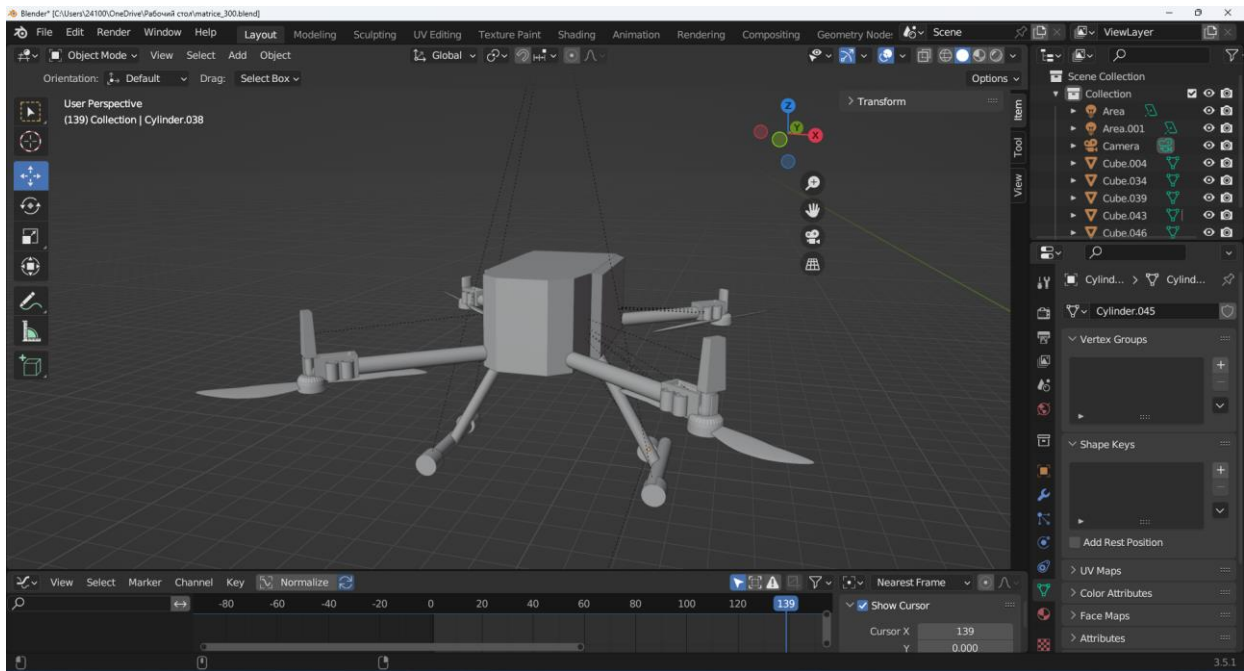 Blender* [C:\Users\24100\OneDrive\Рабочий стол\matrice_300.blend]
File Edit Render Window Help Layout Modeling Sculpting UV Editing Texture Paint Shading Animation Rendering Compositing Geometry Node Scene ViewLayer
Object Mode View Select Add Object Global
Orientation: Default Drag: Select Box Options
User Perspective
(139) Collection | Cylinder.038
Transform
Item
Tool
View
Z
Y
X
Scene Collection
Collection
Area
Area.001
Camera
Cube.004
Cube.034
Cube.039
Cube.043
Cube.046
Cylind... > Cylind...
Cylinder.045
Vertex Groups
Shape Keys
Add Rest Position
UV Maps
Color Attributes
Face Maps
Attributes
View Select Marker Channel Key Normalize Nearest Frame
-80 -60 -40 -20 0 20 40 60 80 100 120 139
Show Cursor
Cursor X 139
Y 0.000
3.5.1